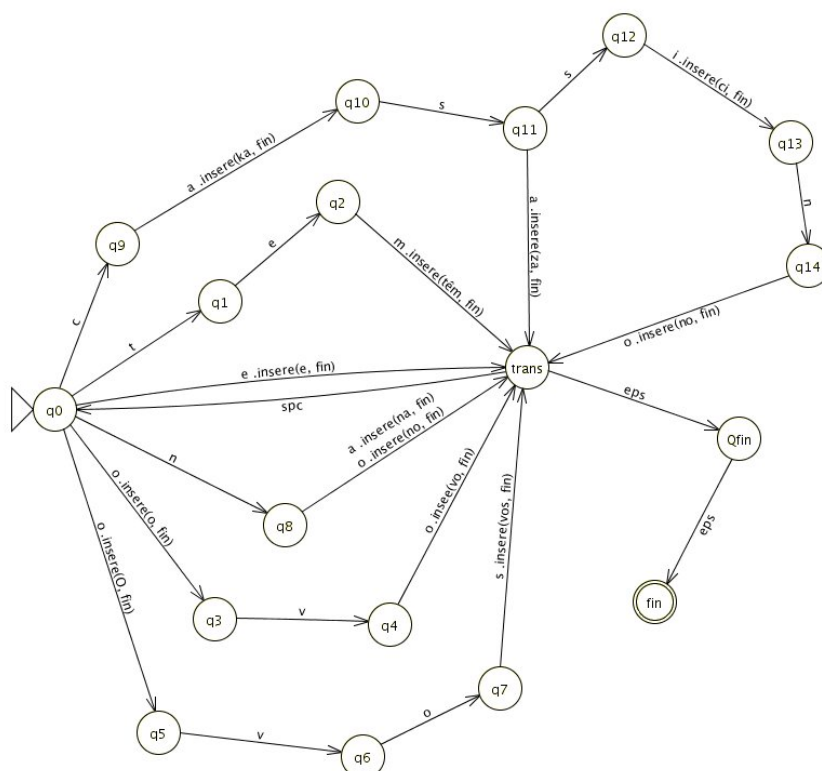 q12
i .insere(ci, fin)
s
q10
s
q11
q13
a .insere(ka, fin)
n
q2
a .insere(za, fin)
q9
e
m .insere(têm, fin)
q14
q1
c
t
o .insere(no, fin)
e .insere(e, fin)
trans
spc
eps
q0
Qfin
a .insere(na, fin)
o .insere(no, fin)
n
o .insere(o, fin)
o .insee(vo, fin)
q8
s .insere(vos, fin)
eps
o .insere(O, fin)
fin
q3
v
q4
q7
o
q5
v
q6